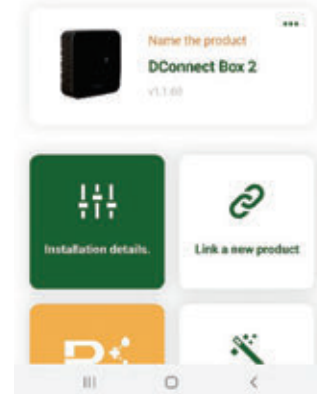 Name the product
DConnect Box 2
v1.1.60
Installation details.
Link a new product